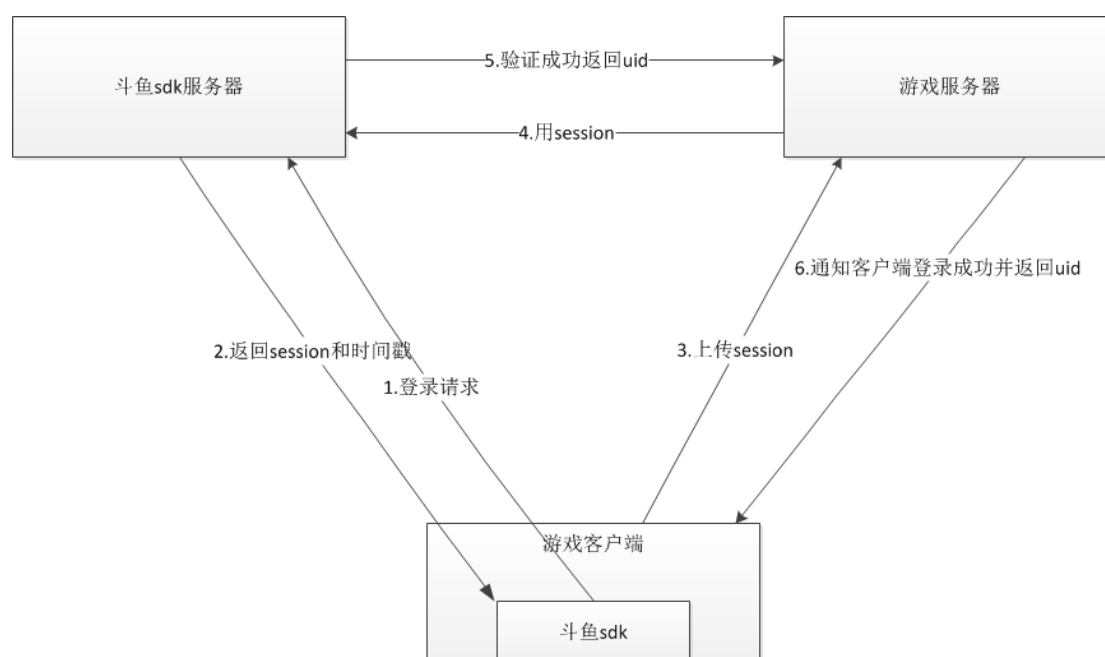 5.验证成功返回uid
斗鱼sdk服务器
游戏服务器
4.用session
6.通知客户端登录成功并返回uid
2.返回session和时间戳
3.上传session
1.登录请求
游戏客户端
斗鱼sdk